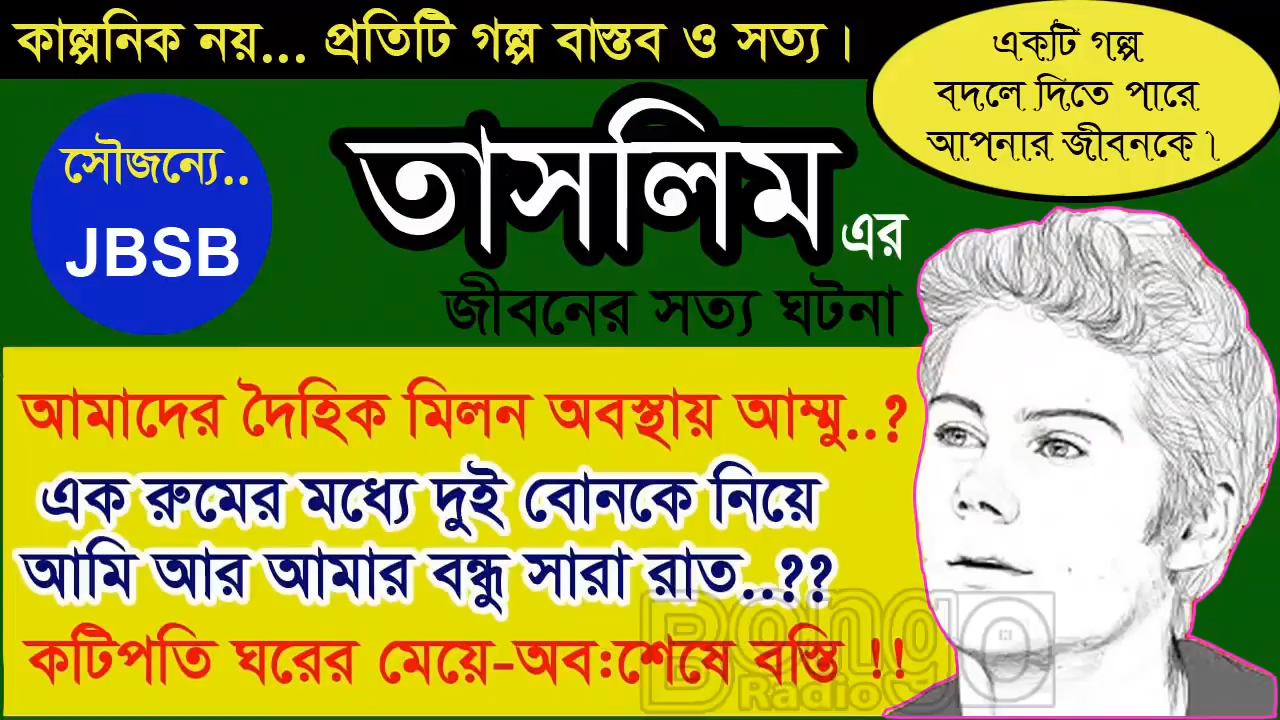 কাল্পনিক নয়... প্রতিটি গল্প বাস্তব ও সত্য।
একটি গল্প
বদলে দিতে পারে
আপনার জীবনকে।
সৌজন্যে..
JBSB
তাসলিম এর
জীবনের সত্য ঘটনা
আমাদের দৈহিক মিলন অবস্থায় আম্মু..?
এক রুমের মধ্যে দুই বোনকে নিয়ে
আমি আর আমার বন্ধু সারা রাত..??
কটিপতি ঘরের মেয়ে-অব:শেষে বস্তি !!
Bongo
Radio